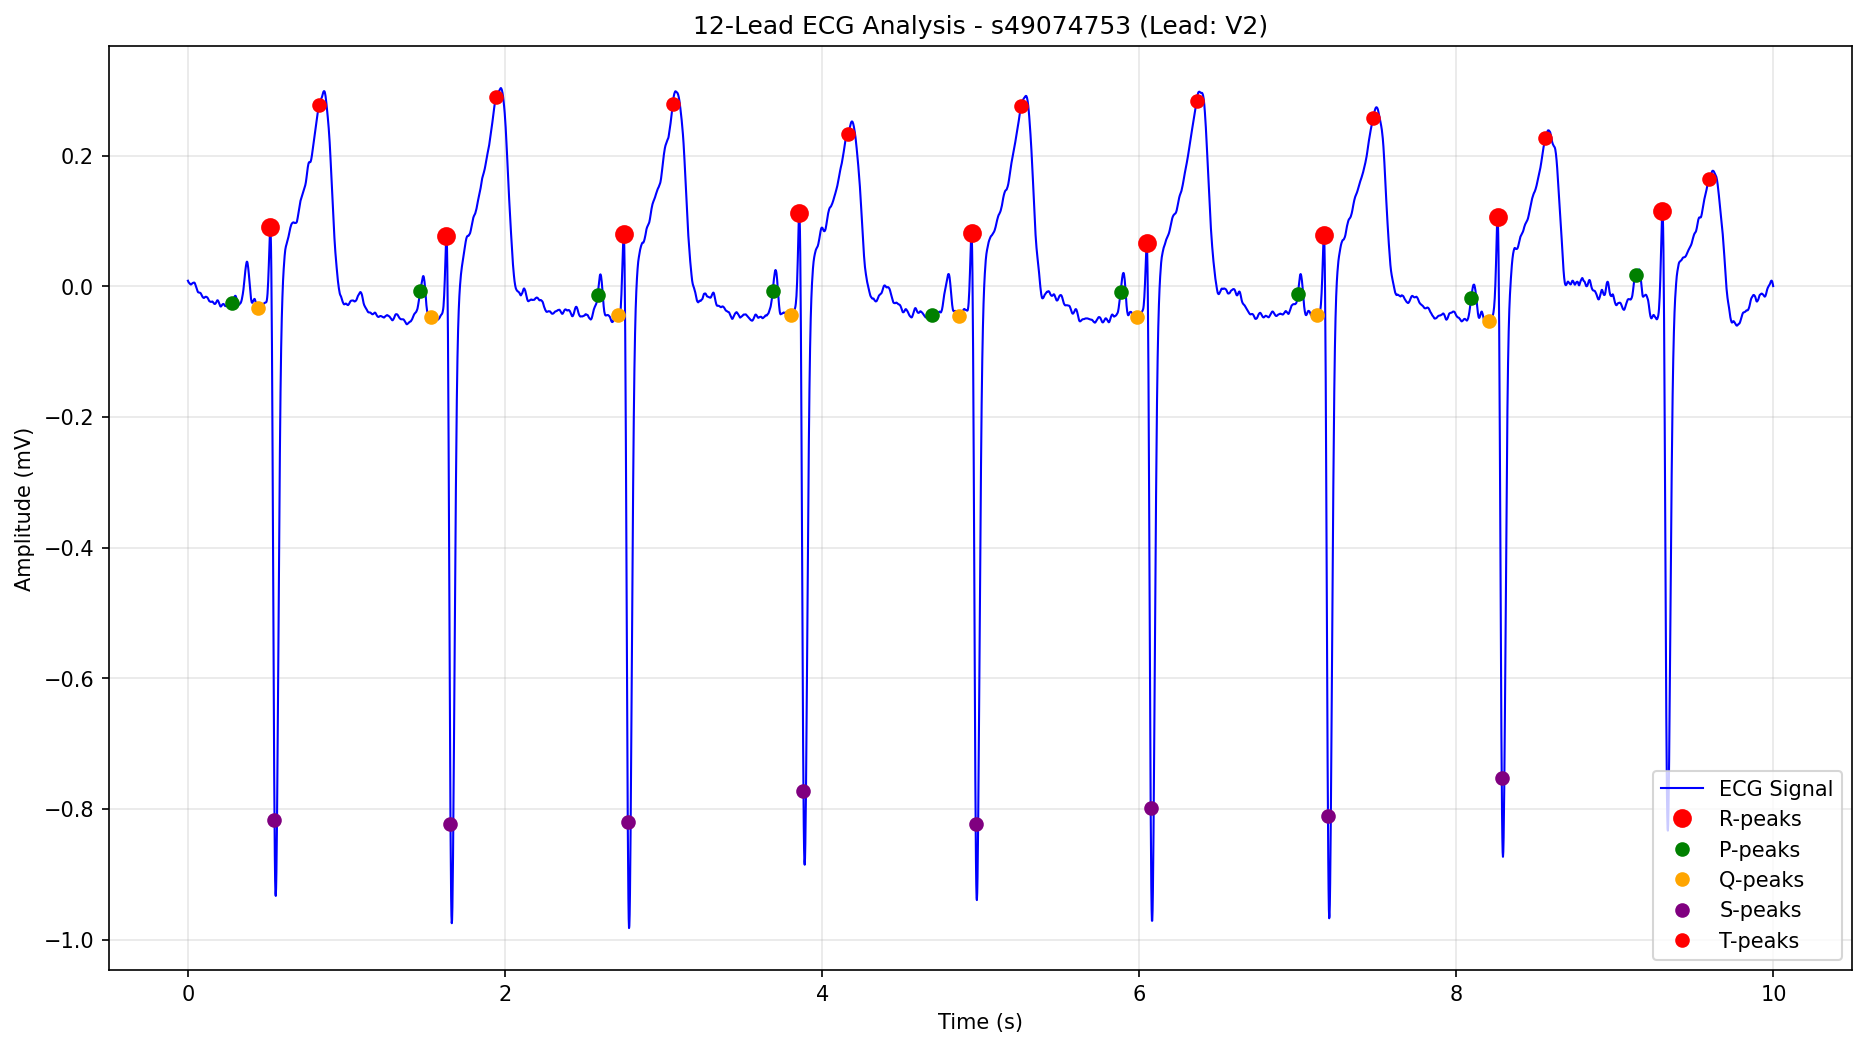 12-Lead ECG Analysis - s49074753 (Lead: V2)
Amplitude (mV)
0.2
0.0
−0.2
−0.4
−0.6
−0.8
−1.0
0 2 4 6 8 10
Time (s)
ECG Signal
R-peaks
P-peaks
Q-peaks
S-peaks
T-peaks